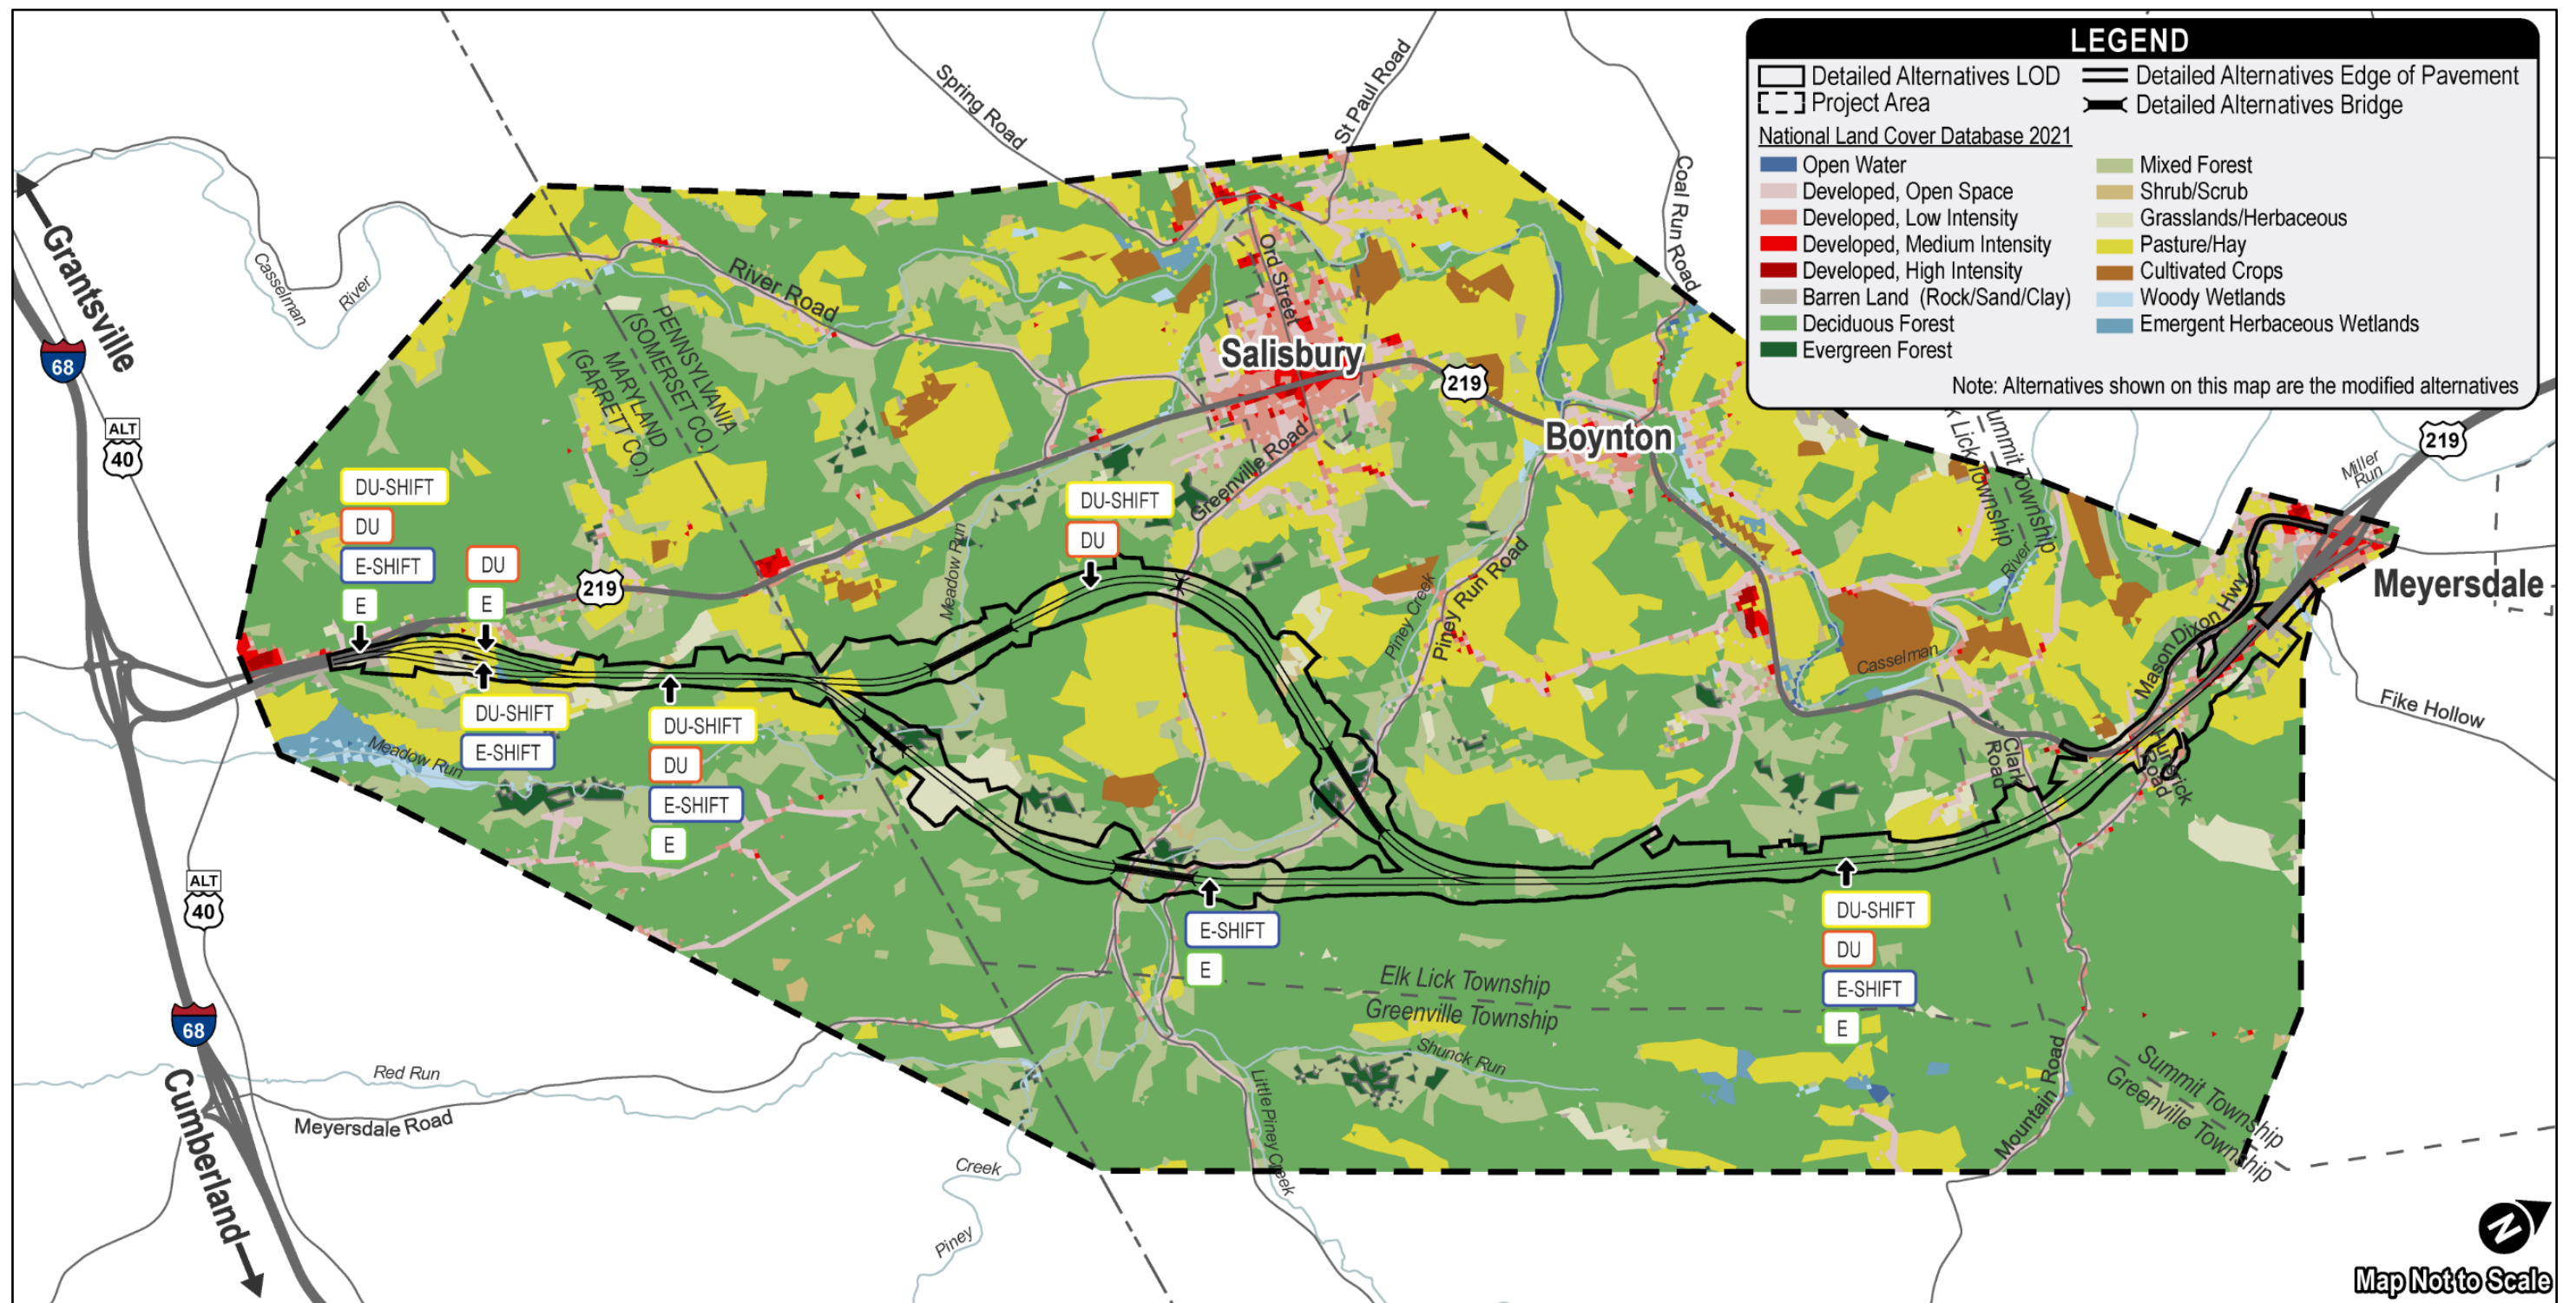 LEGEND
Detailed Alternatives LOD
Detailed Alternatives Edge of Pavement
Project Area
Detailed Alternatives Bridge
National Land Cover Database 2021
Open Water
Developed, Open Space
Developed, Low Intensity
Developed, Medium Intensity
Developed, High Intensity
Barren Land (Rock/Sand/Clay)
Deciduous Forest
Evergreen Forest
Mixed Forest
Shrub/Scrub
Grasslands/Herbaceous
Pasture/Hay
Cultivated Crops
Woody Wetlands
Emergent Herbaceous Wetlands
Note: Alternatives shown on this map are the modified alternatives
Spring Road
St Paul Road
Coal Run Road
Grantsville
Casselman
River
68
ALT
40
River Road
PENNSYLVANIA
(SOMERSET CO.)
MARYLAND
(GARRETT CO.)
Ord Street
Salisbury
219
Boynton
Greenville Road
Summit Township
Lick Township
River
219
Miller
Run
Meyersdale
DU-SHIFT
DU
E-SHIFT
E
DU
E
219
DU-SHIFT
DU
Meadow Run
Piney Creek
Piney Run Road
Casselman
Mason Dixon Hwy
Fike Hollow
Clark
Road
Road
DU-SHIFT
E-SHIFT
Meadow Run
DU-SHIFT
DU
E-SHIFT
E
E-SHIFT
E
DU-SHIFT
DU
E-SHIFT
E
ALT
40
68
Elk Lick Township
Greenville Township
Shunck Run
Little Piney Creek
Mountain Road
Summit Township
Greenville Township
Red Run
Meyersdale Road
Cumberland
Creek
Piney
N
Map Not to Scale